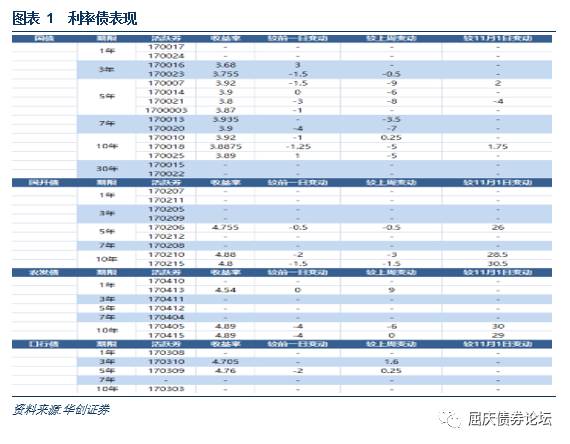 图表 1 利率债表现
国债 期限 活跃券 收益率 较前一日变动 较上周变动 较11月1日变动
1年 170017 - - - -
170024 - - - -
3年 170016 3.68 3 - -
170023 3.755 -1.5 -0.5 -
5年 170007 3.92 -1.5 -9 2
170014 3.9 0 -6 -
170021 3.8 -3 -8 -4
1700003 3.87 -1 - -
7年 170013 3.935 - -3.5 -
170020 3.9 -4 -7 -
10年 170010 3.92 -1 0.25 -
170018 3.8875 -1.25 -5 1.75
170025 3.89 1 -5 -
30年 170015 - - - -
170022 - - - -
国开债 期限 活跃券 收益率 较前一日变动 较上周变动 较11月1日变动
1年 170207 - - - -
170211 - - - -
3年 170205 - - - -
170209 - - - -
5年 170206 4.755 -0.5 -0.5 26
170212 - - - -
7年 170208 - - - -
10年 170210 4.88 -2 -3 28.5
170215 4.8 -1.5 -1.5 30.5
农发债 期限 活跃券 收益率 较前一日变动 较上周变动 较11月1日变动
1年 170410 - - - -
170413 4.54 0 9 -
3年 170411 - - - -
5年 170412 - - - -
7年 170404 - - - -
10年 170405 4.89 -4 -6 30
170415 4.89 -4 0 29
口行债 期限 活跃券 收益率 较前一日变动 较上周变动 较11月1日变动
1年 170308 - - - -
3年 170310 4.705 - 1.6 -
5年 170309 4.76 -2 0.25 -
7年 - - - - -
10年 170303 - - - -
资料来源:华创证券
屈庆债券论坛